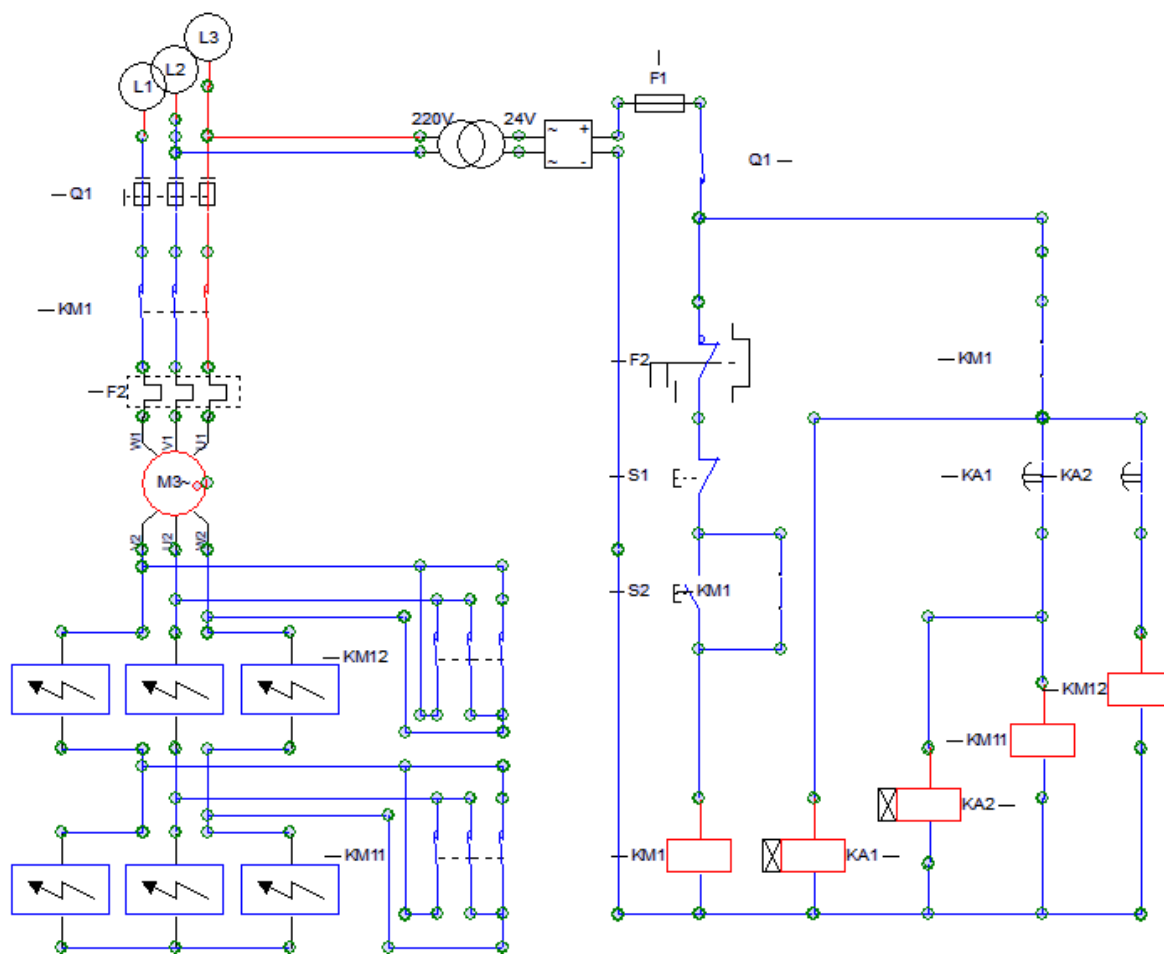 L3
L2
L1
F1
220V
24V
~ +
~ -
Q1
Q1
KM1
F2
KM1
F2
W1
V1
U1
M3~
S1
KA1
KA2
V2
U2
W2
S2
KM1
KM12
KM12
KM11
KA2
KM11
KM1
KA1